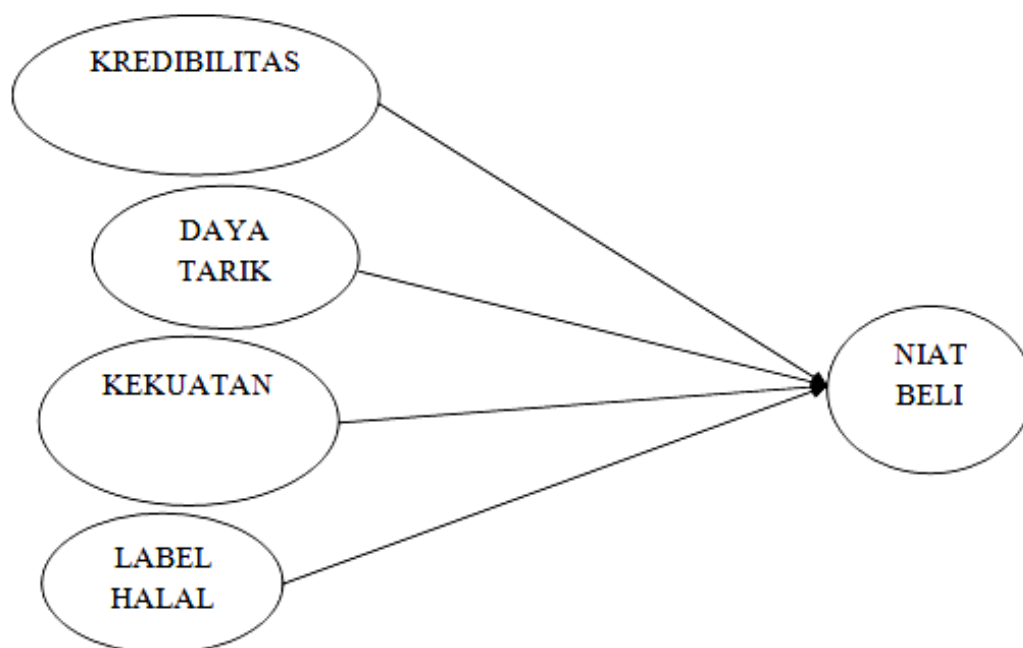 KREDIBILITAS
DAYA
TARIK
KEKUATAN
LABEL
HALAL
NIAT
BELI